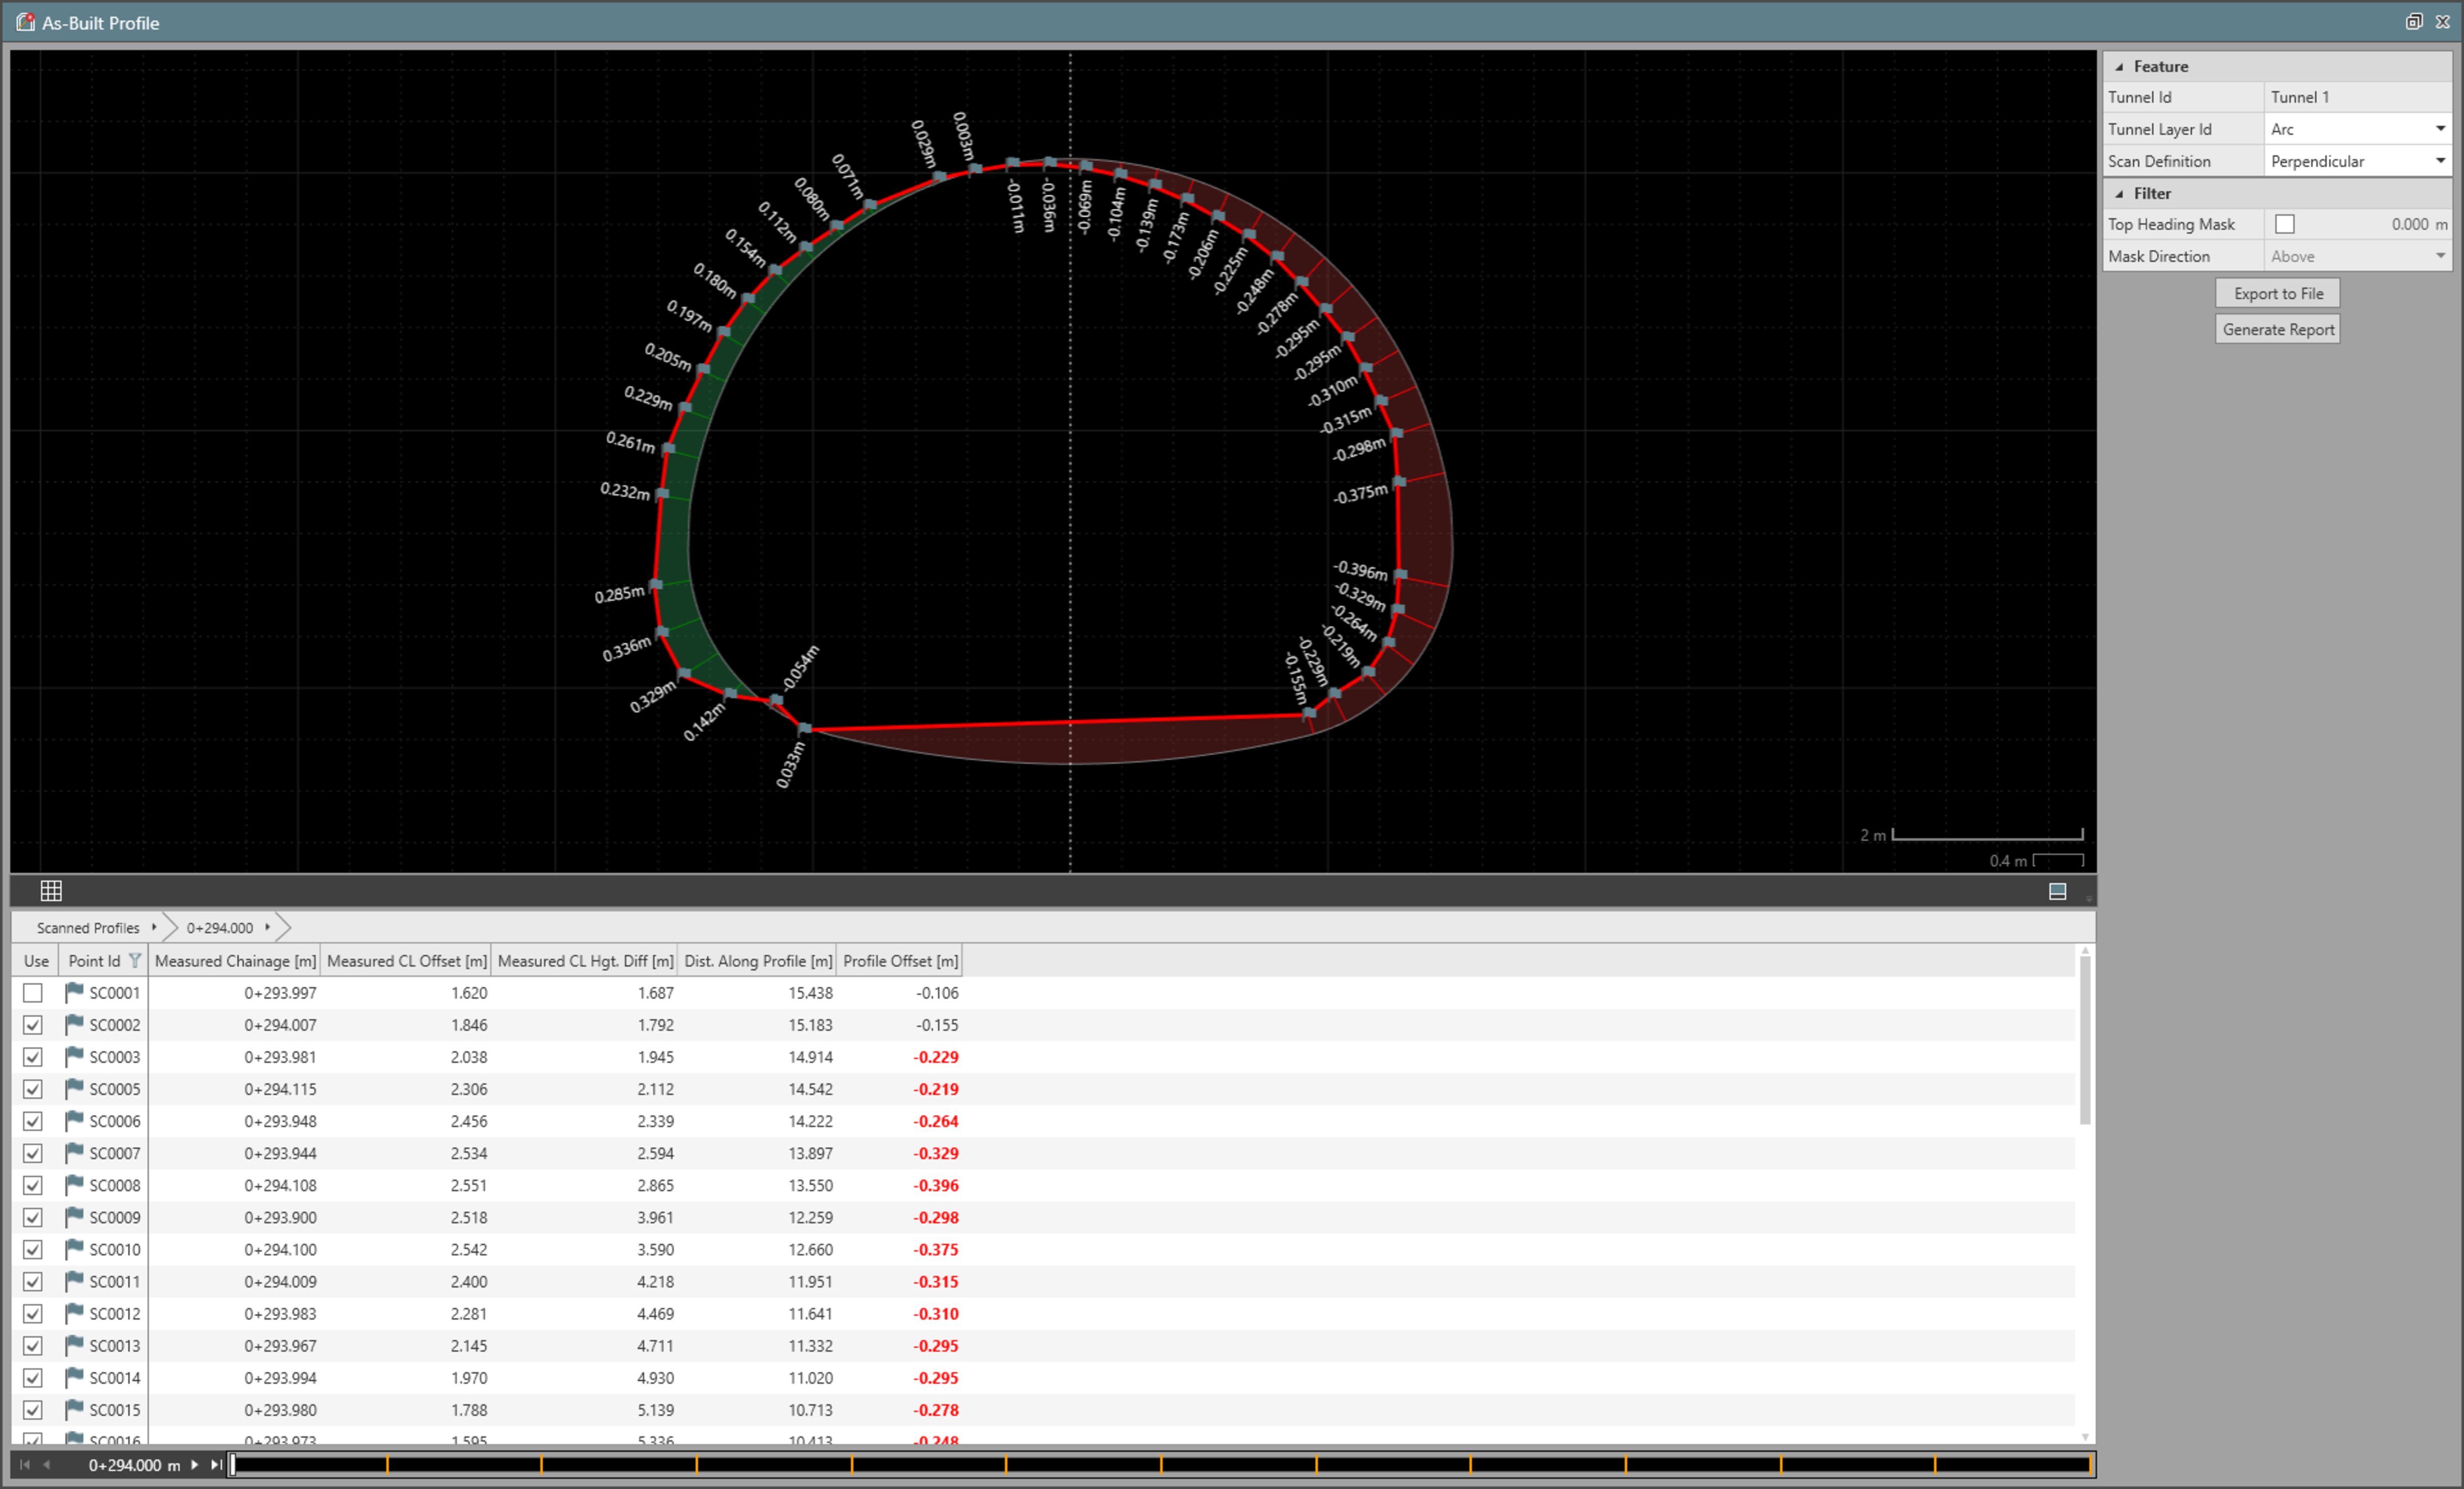 As-Built Profile
0.003m
0.029m
0.071m
0.080m
0.112m
0.154m
0.180m
0.197m
0.205m
0.229m
0.261m
0.232m
0.285m
0.336m
0.329m
0.142m
-0.054m
0.033m
-0.011m
-0.036m
-0.069m
-0.104m
-0.139m
-0.173m
-0.206m
-0.225m
-0.248m
-0.278m
-0.295m
-0.295m
-0.310m
-0.315m
-0.298m
-0.375m
-0.396m
-0.329m
-0.264m
-0.219m
-0.229m
-0.155m
2 m
0.4 m
Feature
Tunnel Id Tunnel 1
Tunnel Layer Id Arc
Scan Definition Perpendicular
Filter
Top Heading Mask 0.000 m
Mask Direction Above
Export to File
Generate Report
Scanned Profiles 0+294.000
Use Point Id Measured Chainage [m] Measured CL Offset [m] Measured CL Hgt. Diff [m] Dist. Along Profile [m] Profile Offset [m]
SC0001 0+293.997 1.620 1.687 15.438 -0.106
SC0002 0+294.007 1.846 1.792 15.183 -0.155
SC0003 0+293.981 2.038 1.945 14.914 -0.229
SC0005 0+294.115 2.306 2.112 14.542 -0.219
SC0006 0+293.948 2.456 2.339 14.222 -0.264
SC0007 0+293.944 2.534 2.594 13.897 -0.329
SC0008 0+294.108 2.551 2.865 13.550 -0.396
SC0009 0+293.900 2.518 3.961 12.259 -0.298
SC0010 0+294.100 2.542 3.590 12.660 -0.375
SC0011 0+294.009 2.400 4.218 11.951 -0.315
SC0012 0+293.983 2.281 4.469 11.641 -0.310
SC0013 0+293.967 2.145 4.711 11.332 -0.295
SC0014 0+293.994 1.970 4.930 11.020 -0.295
SC0015 0+293.980 1.788 5.139 10.713 -0.278
SC0016 0+293.973 1.595 5.336 10.413 -0.248
0+294.000 m